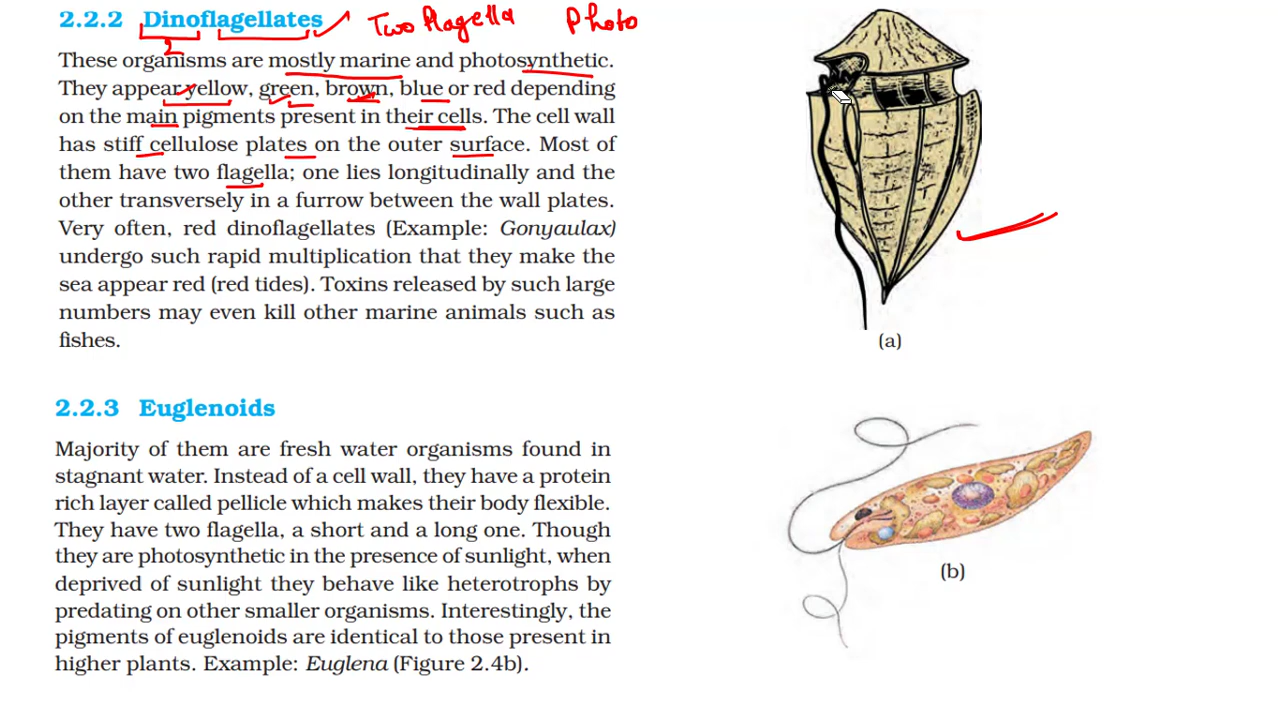 2.2.2 Dinoflagellates Two flagella Photo
2
These organisms are mostly marine and photosynthetic.
They appear yellow, green, brown, blue or red depending
on the main pigments present in their cells. The cell wall
has stiff cellulose plates on the outer surface. Most of
them have two flagella; one lies longitudinally and the
other transversely in a furrow between the wall plates.
Very often, red dinoflagellates (Example: Gonyaulax)
undergo such rapid multiplication that they make the
sea appear red (red tides). Toxins released by such large
numbers may even kill other marine animals such as
fishes.
(a)
2.2.3 Euglenoids
Majority of them are fresh water organisms found in
stagnant water. Instead of a cell wall, they have a protein
rich layer called pellicle which makes their body flexible.
They have two flagella, a short and a long one. Though
they are photosynthetic in the presence of sunlight, when
deprived of sunlight they behave like heterotrophs by
predating on other smaller organisms. Interestingly, the
pigments of euglenoids are identical to those present in
higher plants. Example: Euglena (Figure 2.4b).
(b)